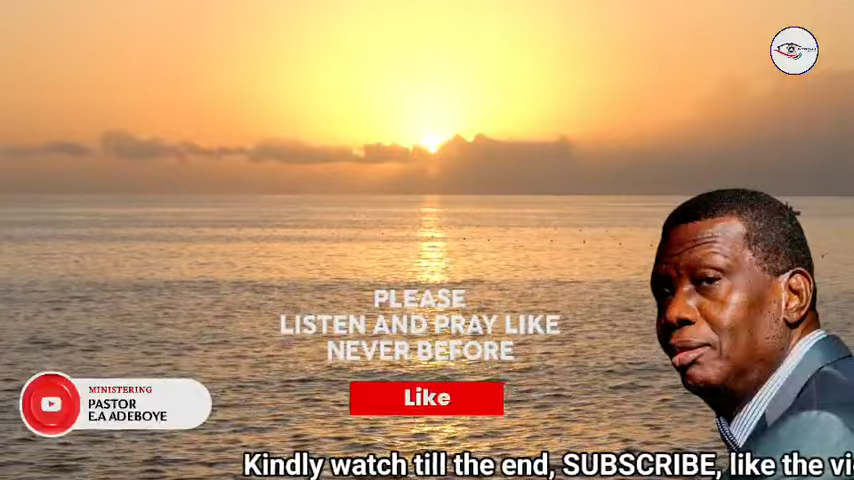 PLEASE
LISTEN AND PRAY LIKE
NEVER BEFORE
MINISTERING
PASTOR
E.A ADEBOYE
Like
Kindly watch till the end, SUBSCRIBE, like the vi